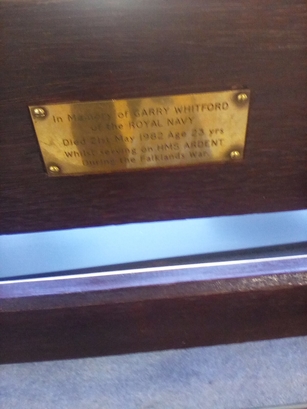 In Memory of GARRY WHITFORD
of the ROYAL NAVY
Died 21st May 1982 Age 23 yrs
Whilst serving on HMS ARDENT
During the Falklands War